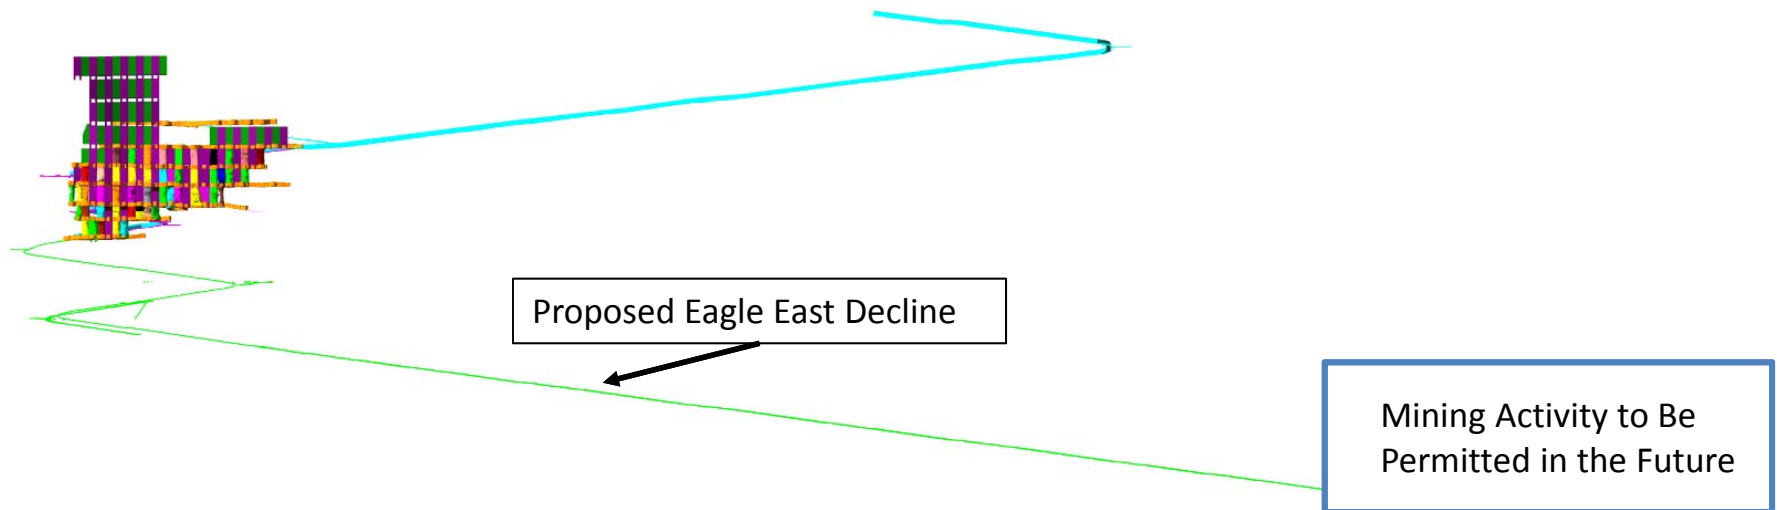 Proposed Eagle East Decline
Mining Activity to Be
Permitted in the Future